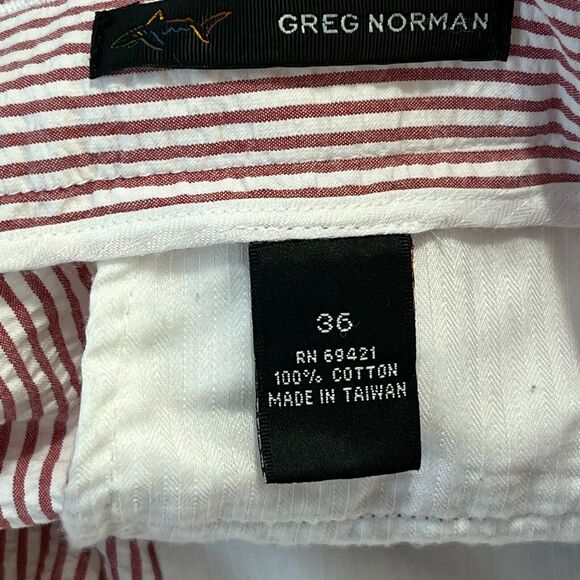 GREG NORMAN
36
RN 69421
100% COTTON
MADE IN TAIWAN